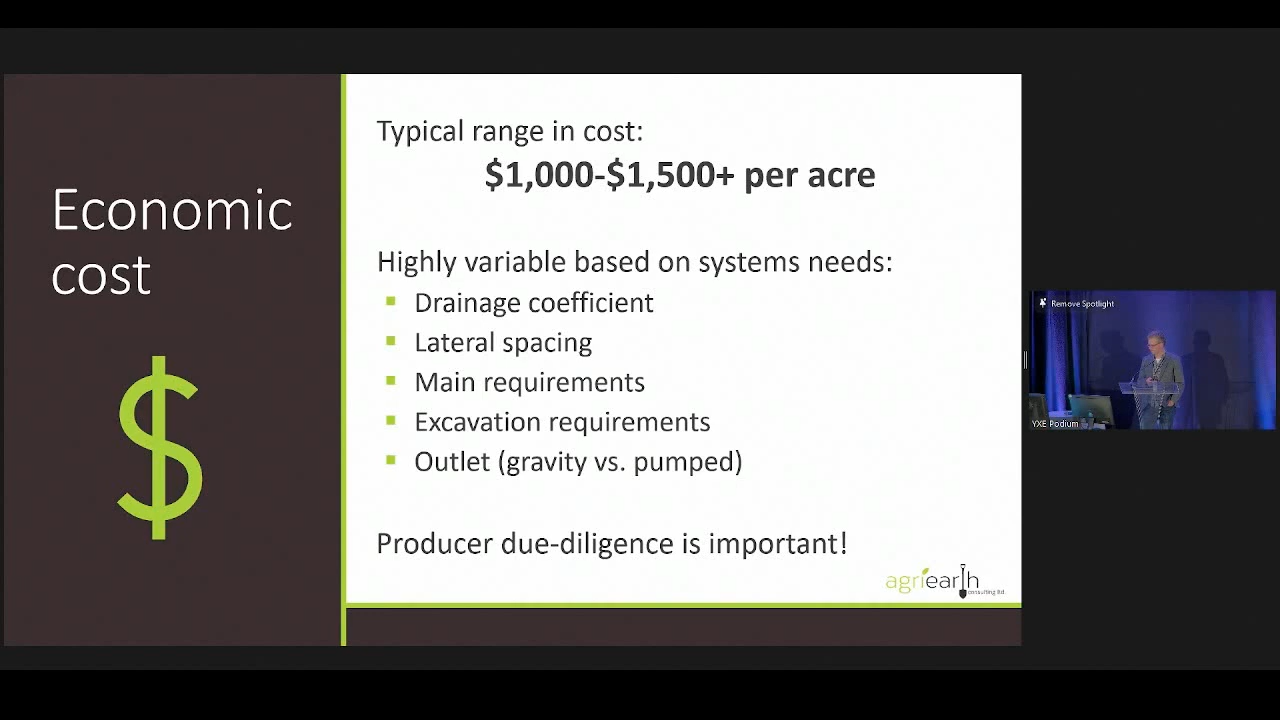 Economic
cost
$
Typical range in cost:
$1,000-$1,500+ per acre
Highly variable based on systems needs:
Drainage coefficient
Lateral spacing
Main requirements
Excavation requirements
Outlet (gravity vs. pumped)
Producer due-diligence is important!
agriearth
consulting ltd.
Remove Spotlight
YXE Podium